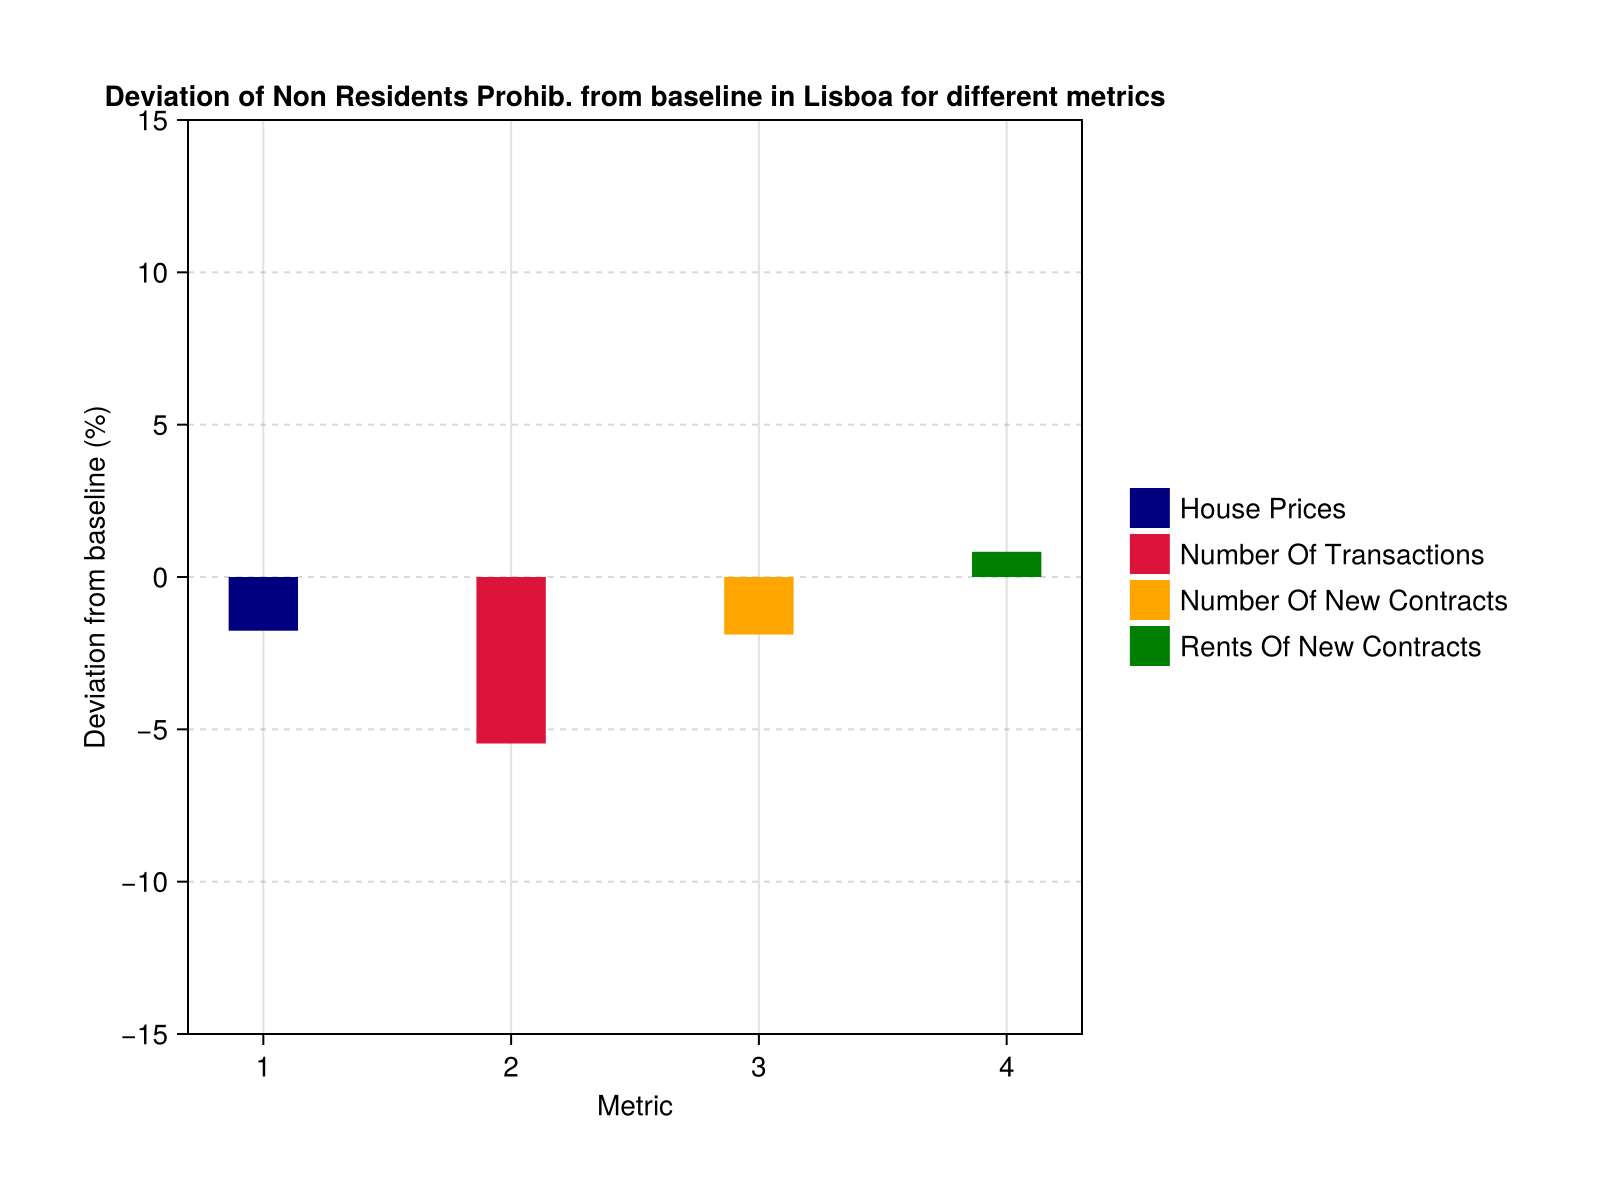 Deviation of Non Residents Prohib. from baseline in Lisboa for different metrics
15
10
5
0
−5
−10
−15
Deviation from baseline (%)
1 2 3 4
Metric
House Prices
Number Of Transactions
Number Of New Contracts
Rents Of New Contracts